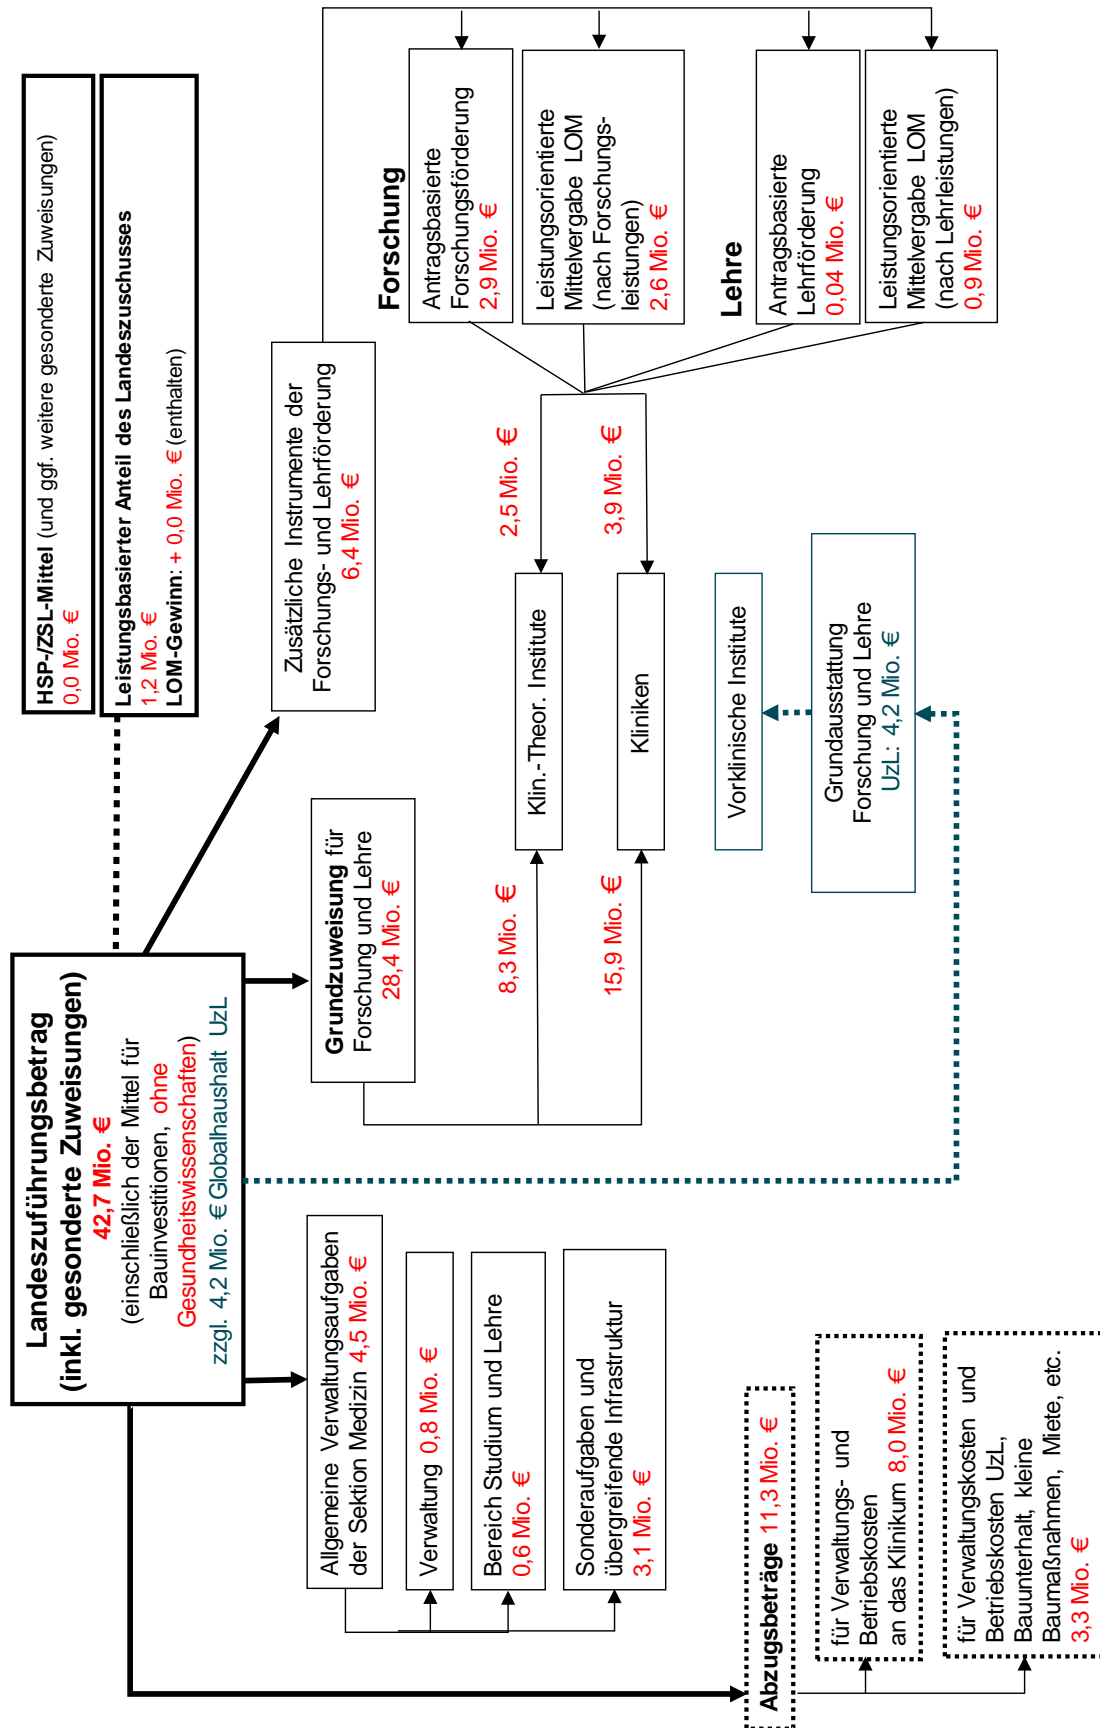 Landeszuführungsbetrag
(inkl. gesonderte Zuweisungen)
42,7 Mio. €
(einschließlich der Mittel für
Bauinvestitionen, ohne
Gesundheitswissenschaften)
zzgl. 4,2 Mio. € Globalhaushalt UzL
HSP-/ZSL-Mittel (und ggf. weitere gesonderte Zuweisungen)
0,0 Mio. €
Leistungsbasierter Anteil des Landeszuschusses
1,2 Mio. €
LOM-Gewinn: + 0,0 Mio. € (enthalten)
Allgemeine Verwaltungsaufgaben
der Sektion Medizin 4,5 Mio. €
Verwaltung 0,8 Mio. €
Bereich Studium und Lehre
0,6 Mio. €
Sonderaufgaben und
übergreifende Infrastruktur
3,1 Mio. €
Abzugsbeträge 11,3 Mio. €
für Verwaltungs- und
Betriebskosten
an das Klinikum 8,0 Mio. €
für Verwaltungskosten und
Betriebskosten UzL,
Bauunterhalt, kleine
Baumaßnahmen, Miete, etc.
3,3 Mio. €
Grundzuweisung für
Forschung und Lehre
28,4 Mio. €
8,3 Mio. €
15,9 Mio. €
Klin.-Theor. Institute
Kliniken
Vorklinische Institute
Grundausstattung
Forschung und Lehre
UzL: 4,2 Mio. €
2,5 Mio. €
3,9 Mio. €
Zusätzliche Instrumente der
Forschungs- und Lehrförderung
6,4 Mio. €
Forschung
Antragsbasierte
Forschungsförderung
2,9 Mio. €
Leistungsorientierte
Mittelvergabe LOM
(nach Forschungs-
leistungen)
2,6 Mio. €
Lehre
Antragsbasierte
Lehrförderung
0,04 Mio. €
Leistungsorientierte
Mittelvergabe LOM
(nach Lehrleistungen)
0,9 Mio. €